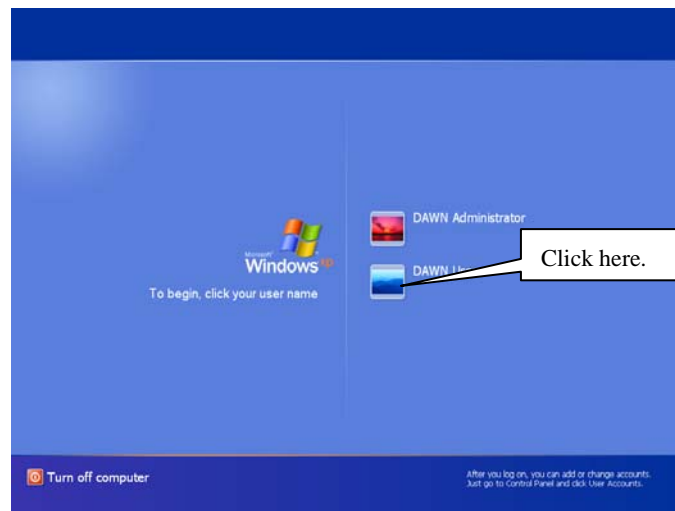 DAWN Administrator
Click here.
DAWN
Microsoft
Windows xp
To begin, click your user name
Turn off computer
After you log on, you can add or change accounts.
Just go to Control Panel and click User Accounts.